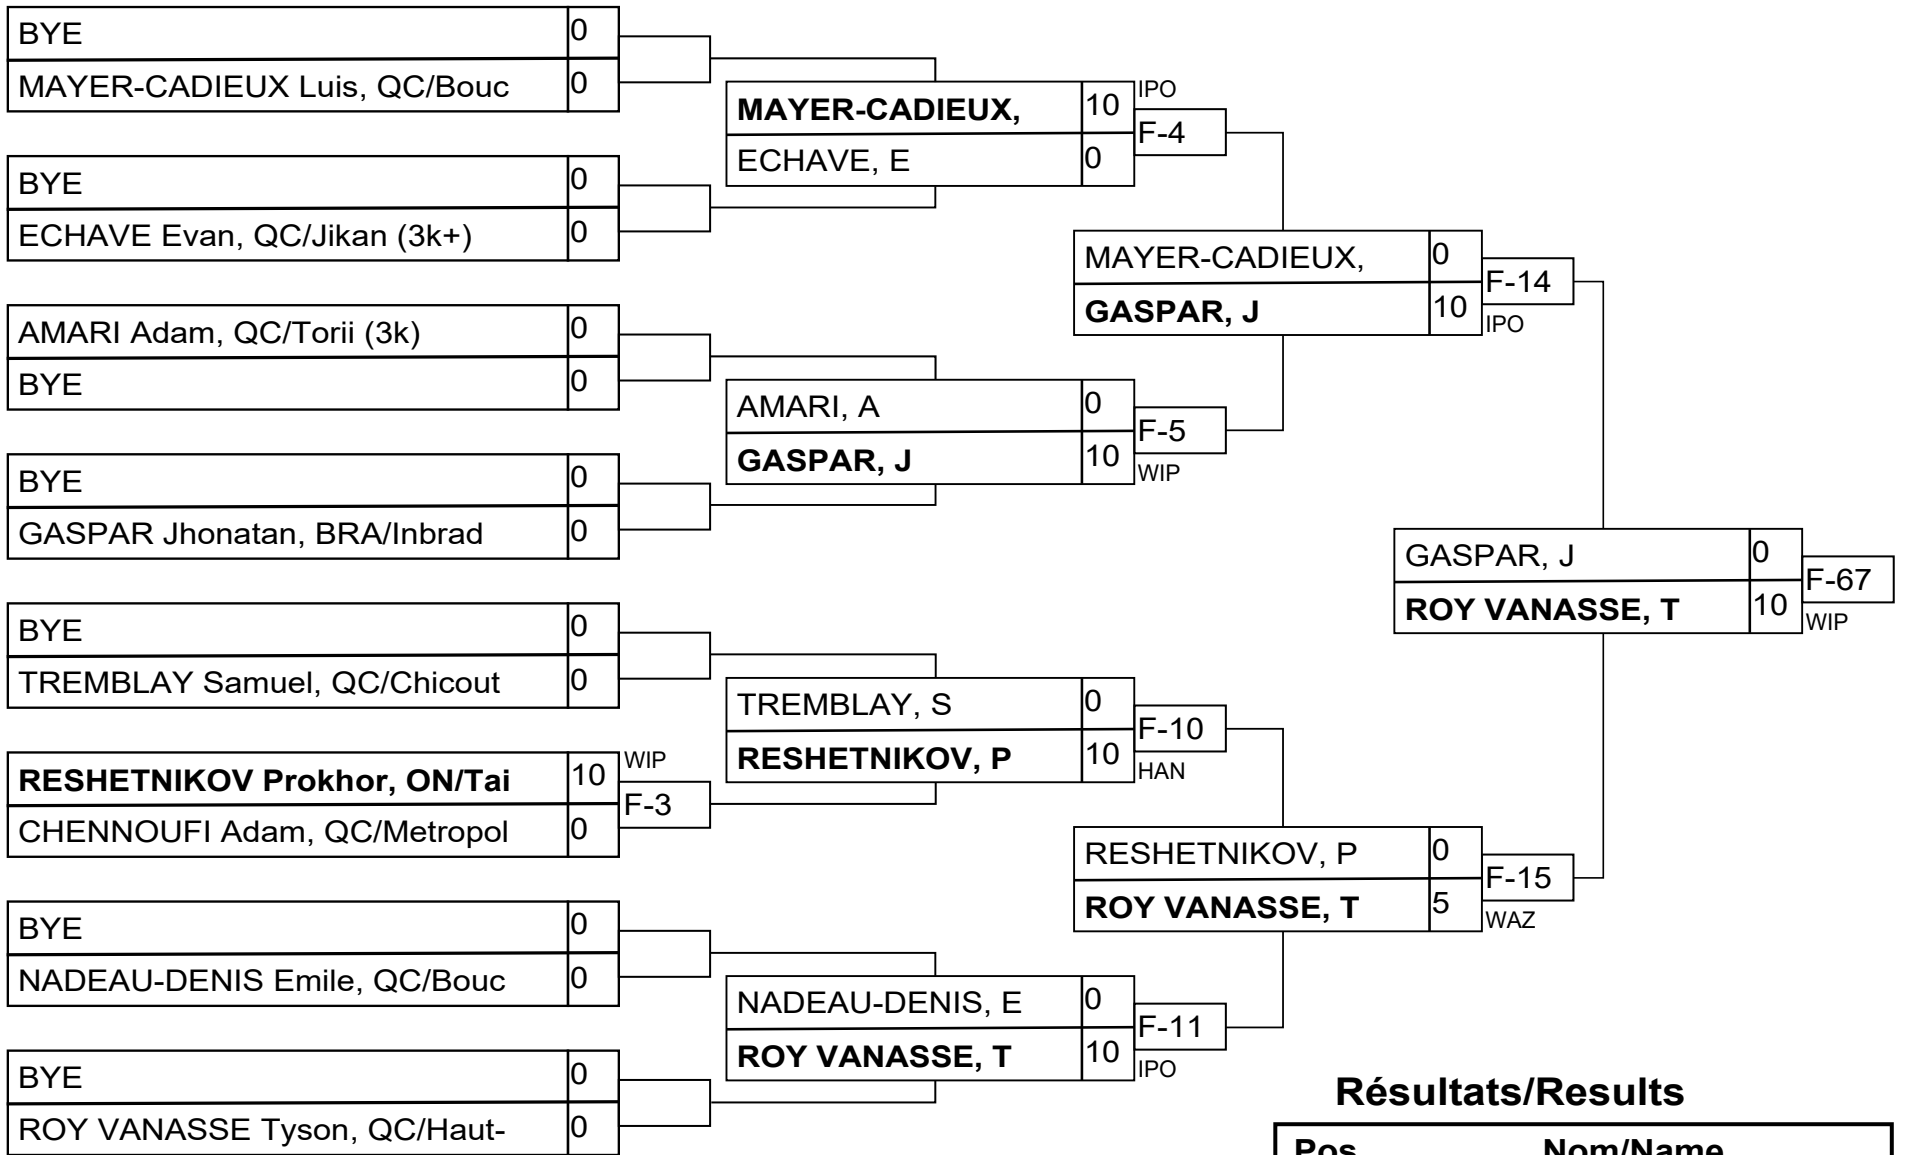 BYE 0
MAYER-CADIEUX Luis, QC/Bouc 0
BYE 0
ECHAVE Evan, QC/Jikan (3k+) 0
AMARI Adam, QC/Torii (3k) 0
BYE 0
BYE 0
GASPAR Jhonatan, BRA/Inbrad 0
BYE 0
TREMBLAY Samuel, QC/Chicout 0
RESHETNIKOV Prokhor, ON/Tai 10 WIP
F-3
CHENNOUFI Adam, QC/Metropol 0
BYE 0
NADEAU-DENIS Emile, QC/Bouc 0
BYE 0
ROY VANASSE Tyson, QC/Haut- 0
MAYER-CADIEUX, 10 IPO
F-4
ECHAVE, E 0
AMARI, A 0
F-5
GASPAR, J 10 WIP
TREMBLAY, S 0
F-10
RESHETNIKOV, P 10 HAN
NADEAU-DENIS, E 0
F-11
ROY VANASSE, T 10 IPO
MAYER-CADIEUX, 0
F-14
GASPAR, J 10 IPO
RESHETNIKOV, P 0
F-15
ROY VANASSE, T 5 WAZ
GASPAR, J 0
F-67
ROY VANASSE, T 10 WIP
Résultats/Results
Pos Nom/Name